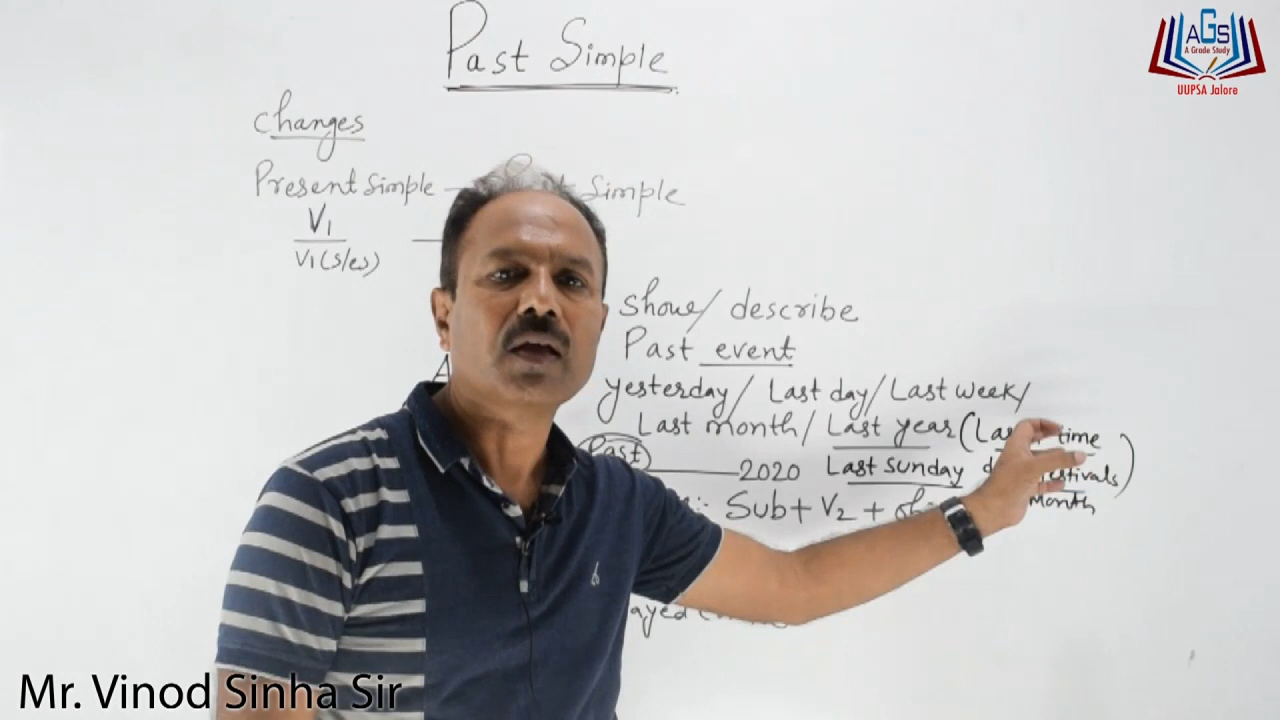 Past Simple
AGS
A Grade Study
UUPSA Jalore
Changes
Present Simple — Simple
V1
V1(s/es)
Show/ describe
Past event
yesterday/ Last day/ Last week/
Last month/ Last year (time
Past 2020 Last Sunday
festivals)
Sub + V2 +
Month
Mr. Vinod Sinha Sir